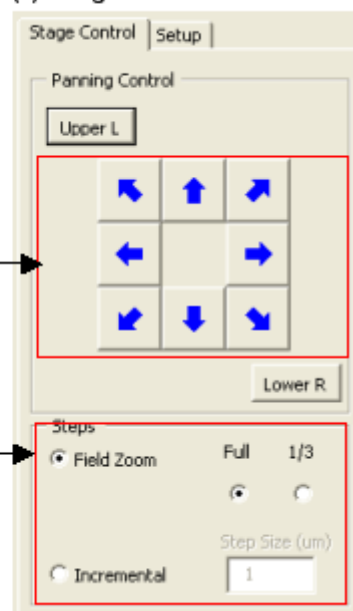 Stage Control Setup
Panning Control
Upper L
Lower R
Steps
Field Zoom Full 1/3
Step Size (um)
Incremental 1